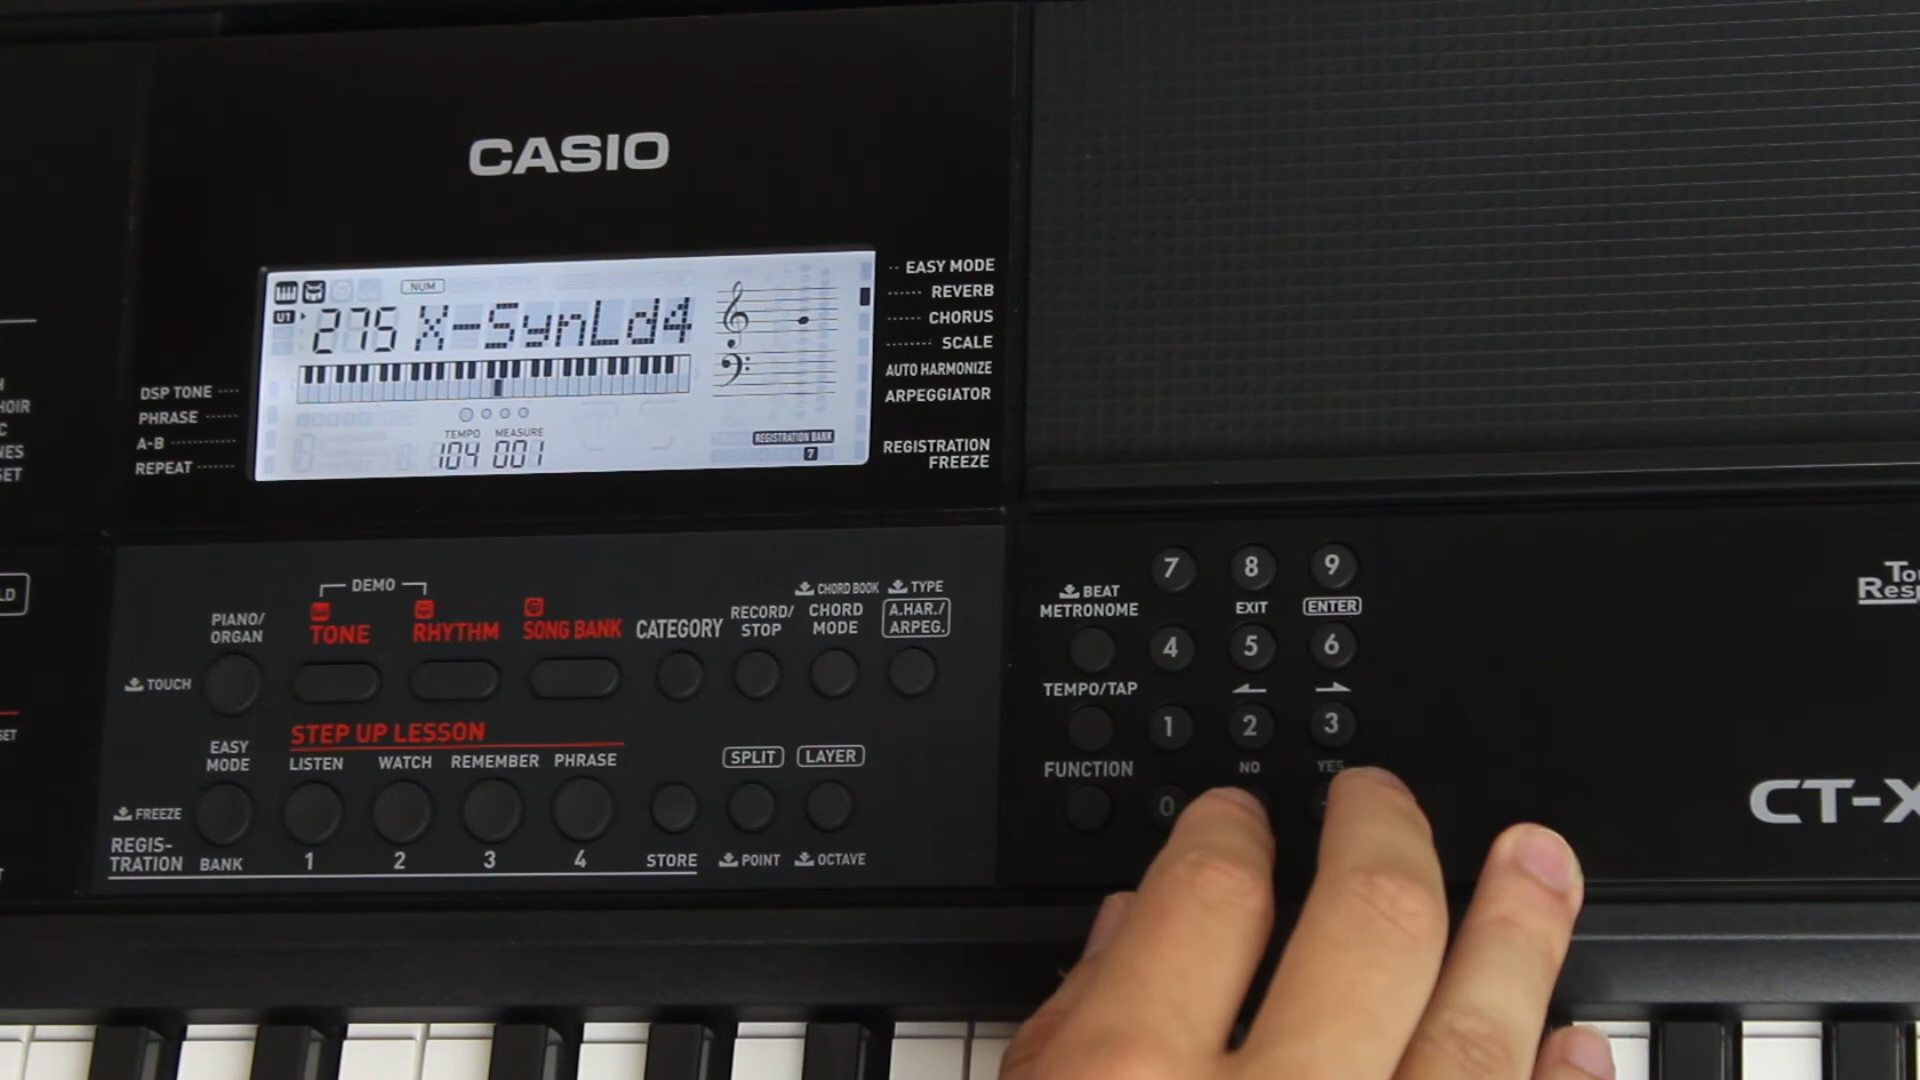 CASIO
NUM
U1
275 X-SynLd4
TEMPO MEASURE
104 001
REGISTRATION BANK
7
DSP TONE
PHRASE
A-B
REPEAT
EASY MODE
REVERB
CHORUS
SCALE
AUTO HARMONIZE
ARPEGGIATOR
REGISTRATION
FREEZE
DEMO
PIANO/
ORGAN
TONE
RHYTHM
SONG BANK
CATEGORY
RECORD/
STOP
CHORD BOOK
CHORD
MODE
TYPE
A.HAR./
ARPEG.
TOUCH
STEP UP LESSON
EASY
MODE
LISTEN
WATCH
REMEMBER
PHRASE
SPLIT
LAYER
FREEZE
REGIS-
TRATION
BANK
1
2
3
4
STORE
POINT
OCTAVE
BEAT
METRONOME
TEMPO/TAP
FUNCTION
7 8 9
EXIT ENTER
4 5 6
1 2 3
NO YES
0
CT-X